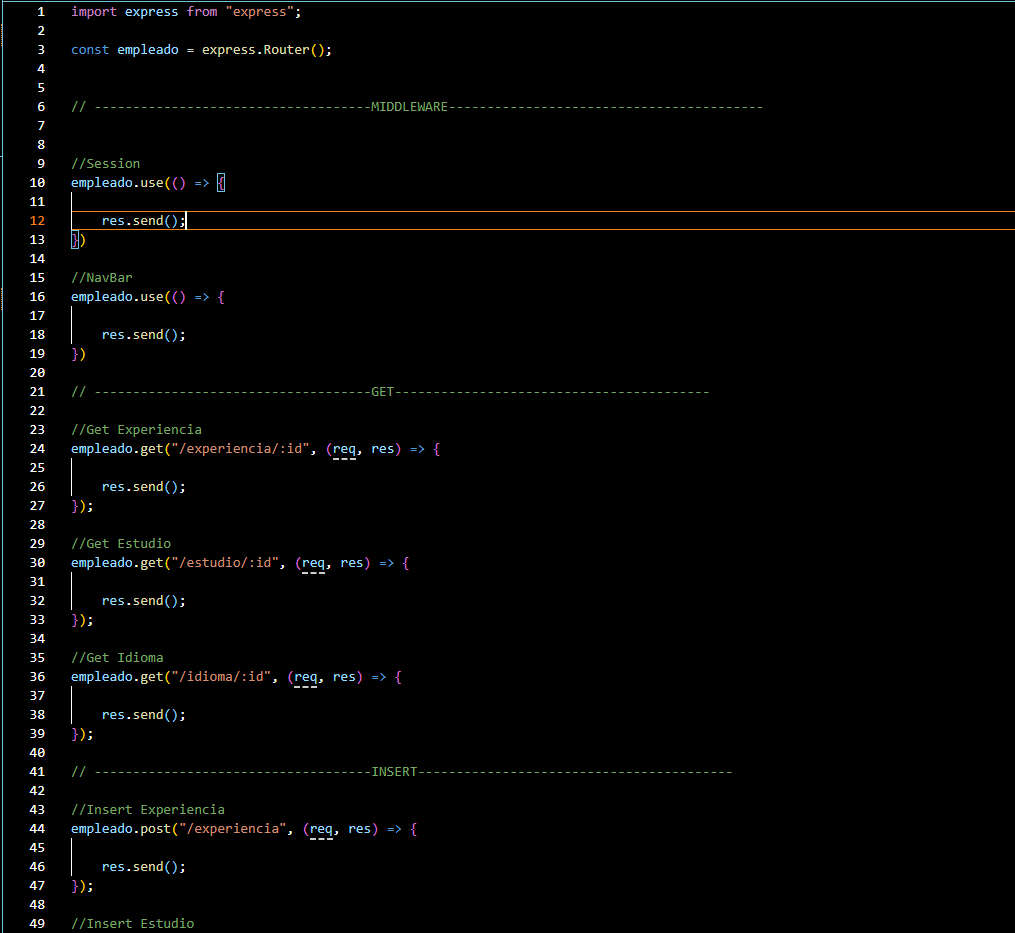 1 import express from "express";
2
3 const empleado = express.Router();
4
5
6 // ------------------------------------MIDDLEWARE-----------------------------------------
7
8
9 //Session
10 empleado.use(() => {
11
12     res.send();
13 })
14
15 //NavBar
16 empleado.use(() => {
17
18     res.send();
19 })
20
21 // ------------------------------------GET-----------------------------------------
22
23 //Get Experiencia
24 empleado.get("/experiencia/:id", (req, res) => {
25
26     res.send();
27 });
28
29 //Get Estudio
30 empleado.get("/estudio/:id", (req, res) => {
31
32     res.send();
33 });
34
35 //Get Idioma
36 empleado.get("/idioma/:id", (req, res) => {
37
38     res.send();
39 });
40
41 // ------------------------------------INSERT-----------------------------------------
42
43 //Insert Experiencia
44 empleado.post("/experiencia", (req, res) => {
45
46     res.send();
47 });
48
49 //Insert Estudio